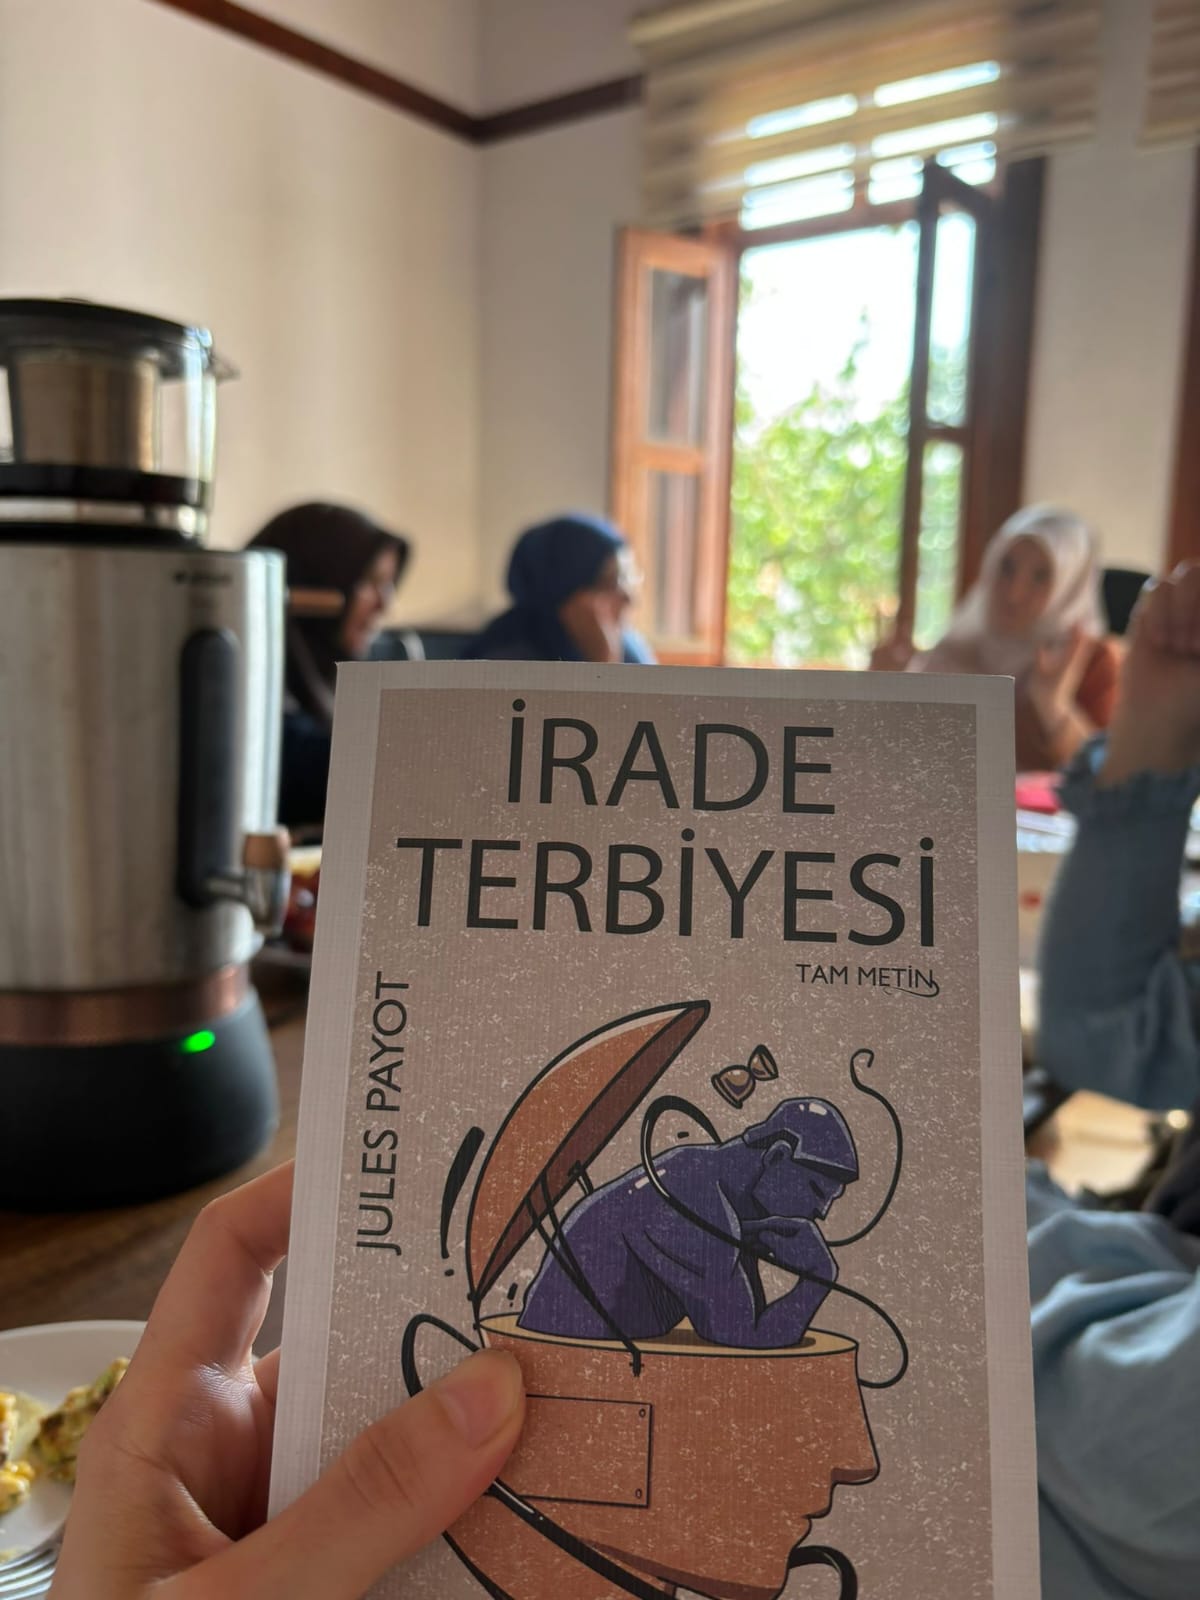 İRADE
TERBİYESİ
TAM METİN
JULES PAYOT